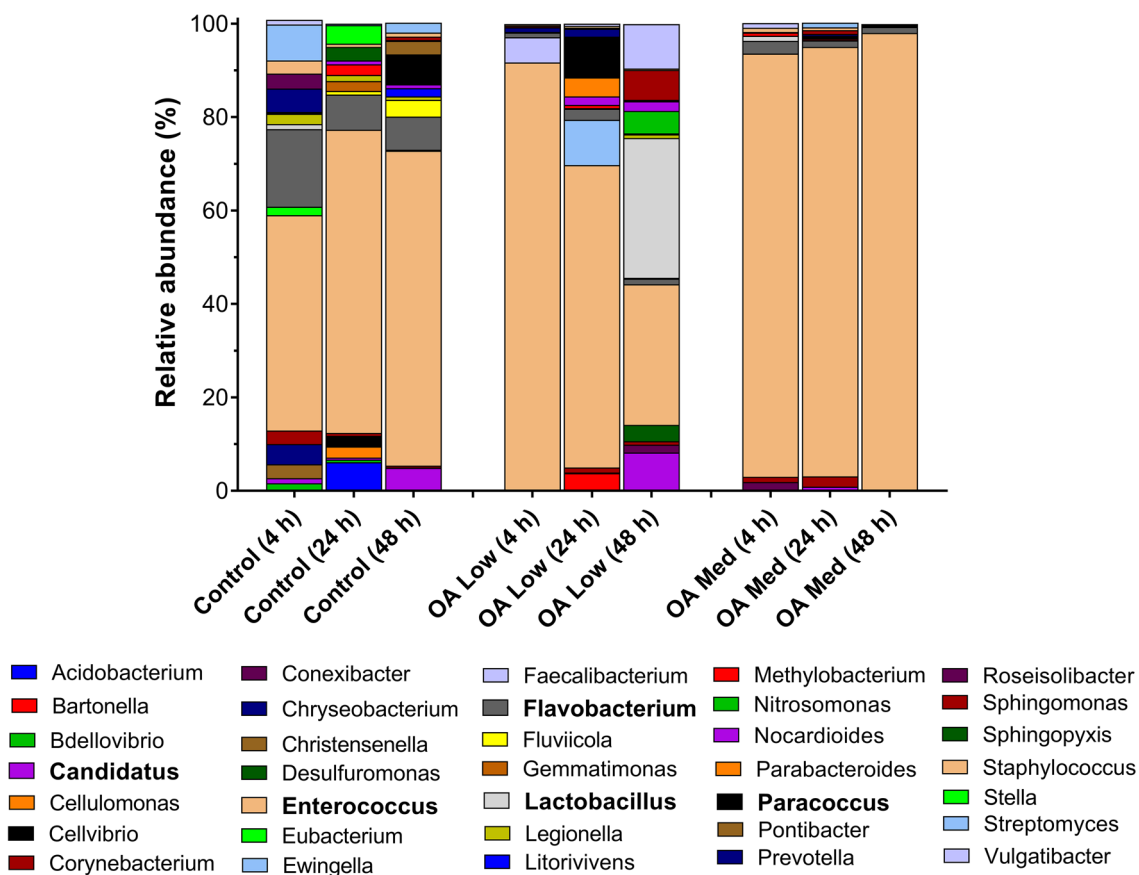 Relative abundance (%)
100
80
60
40
20
0
Control (4 h)
Control (24 h)
Control (48 h)
OA Low (4 h)
OA Low (24 h)
OA Low (48 h)
OA Med (4 h)
OA Med (24 h)
OA Med (48 h)
Acidobacterium
Bartonella
Bdellovibrio
Candidatus
Cellulomonas
Cellvibrio
Corynebacterium
Conexibacter
Chryseobacterium
Christensenella
Desulfuromonas
Enterococcus
Eubacterium
Ewingella
Faecalibacterium
Flavobacterium
Fluviicola
Gemmatimonas
Lactobacillus
Legionella
Litorivivens
Methylobacterium
Nitrosomonas
Nocardioides
Parabacteroides
Paracoccus
Pontibacter
Prevotella
Roseisolibacter
Sphingomonas
Sphingopyxis
Staphylococcus
Stella
Streptomyces
Vulgatibacter